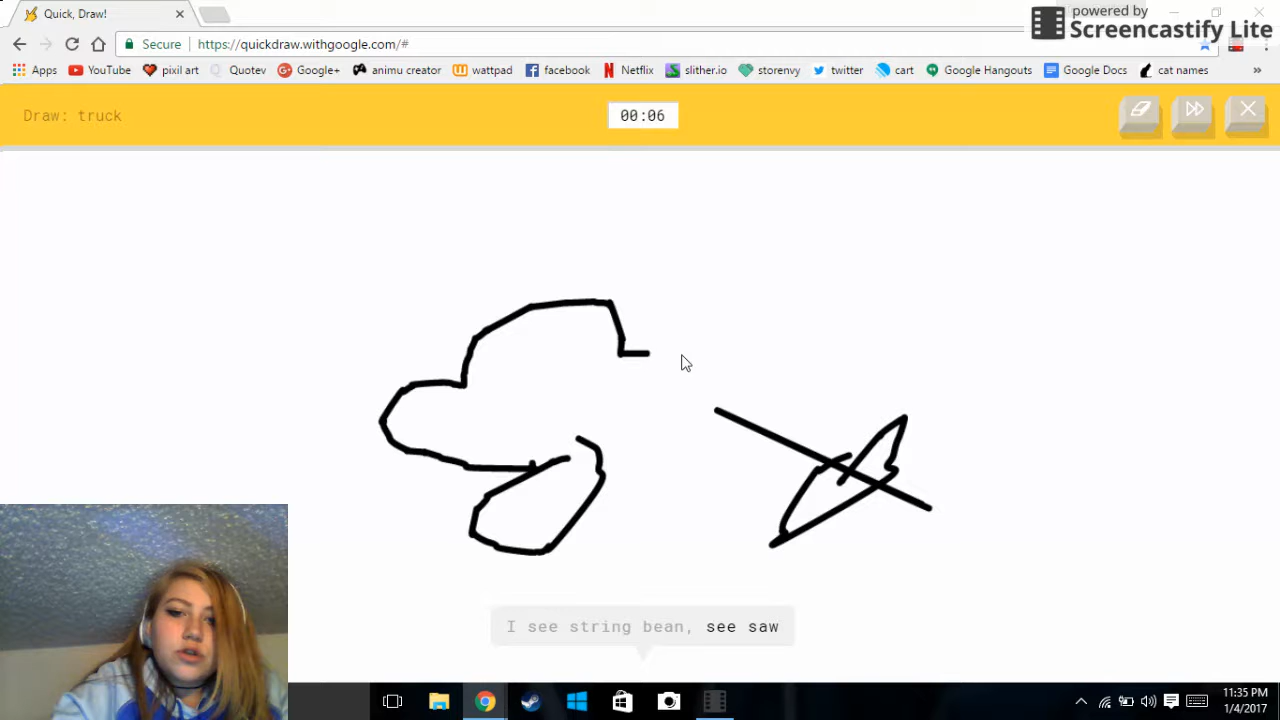 Quick, Draw!
powered by
Screencastify Lite
Secure https://quickdraw.withgoogle.com/#
Apps YouTube pixil art Quotev Google+ animu creator wattpad facebook Netflix slither.io storenvy twitter cart Google Hangouts Google Docs cat names »
Draw: truck 00:06
I see string bean, see saw
11:35 PM
1/4/2017